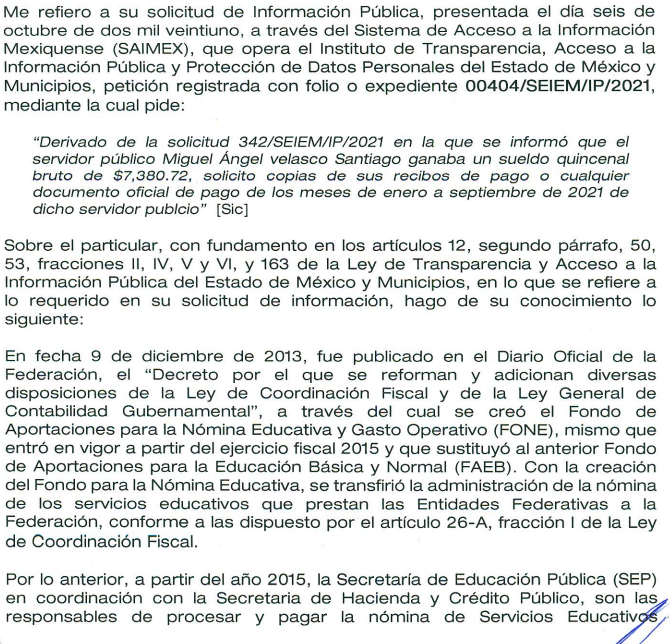 Me refiero a su solicitud de Información Pública, presentada el día seis de
octubre de dos mil veintiuno, a través del Sistema de Acceso a la Información
Mexiquense (SAIMEX), que opera el Instituto de Transparencia, Acceso a la
Información Pública y Protección de Datos Personales del Estado de México y
Municipios, petición registrada con folio o expediente 00404/SEIEM/IP/2021,
mediante la cual pide:
“Derivado de la solicitud 342/SEIEM/IP/2021 en la que se informó que el
servidor público Miguel Ángel velasco Santiago ganaba un sueldo quincenal
bruto de $7,380.72, solicito copias de sus recibos de pago o cualquier
documento oficial de pago de los meses de enero a septiembre de 2021 de
dicho servidor publcio” [Sic]
Sobre el particular, con fundamento en los artículos 12, segundo párrafo, 50,
53, fracciones II, IV, V y VI, y 163 de la Ley de Transparencia y Acceso a la
Información Pública del Estado de México y Municipios, en lo que se refiere a
lo requerido en su solicitud de información, hago de su conocimiento lo
siguiente:
En fecha 9 de diciembre de 2013, fue publicado en el Diario Oficial de la
Federación, el “Decreto por el que se reforman y adicionan diversas
disposiciones de la Ley de Coordinación Fiscal y de la Ley General de
Contabilidad Gubernamental”, a través del cual se creó el Fondo de
Aportaciones para la Nómina Educativa y Gasto Operativo (FONE), mismo que
entró en vigor a partir del ejercicio fiscal 2015 y que sustituyó al anterior Fondo
de Aportaciones para la Educación Básica y Normal (FAEB). Con la creación
del Fondo para la Nómina Educativa, se transfirió la administración de la nómina
de los servicios educativos que prestan las Entidades Federativas a la
Federación, conforme a las dispuesto por el artículo 26-A, fracción I de la Ley
de Coordinación Fiscal.
Por lo anterior, a partir del año 2015, la Secretaría de Educación Pública (SEP)
en coordinación con la Secretaria de Hacienda y Crédito Público, son las
responsables de procesar y pagar la nómina de Servicios Educativos